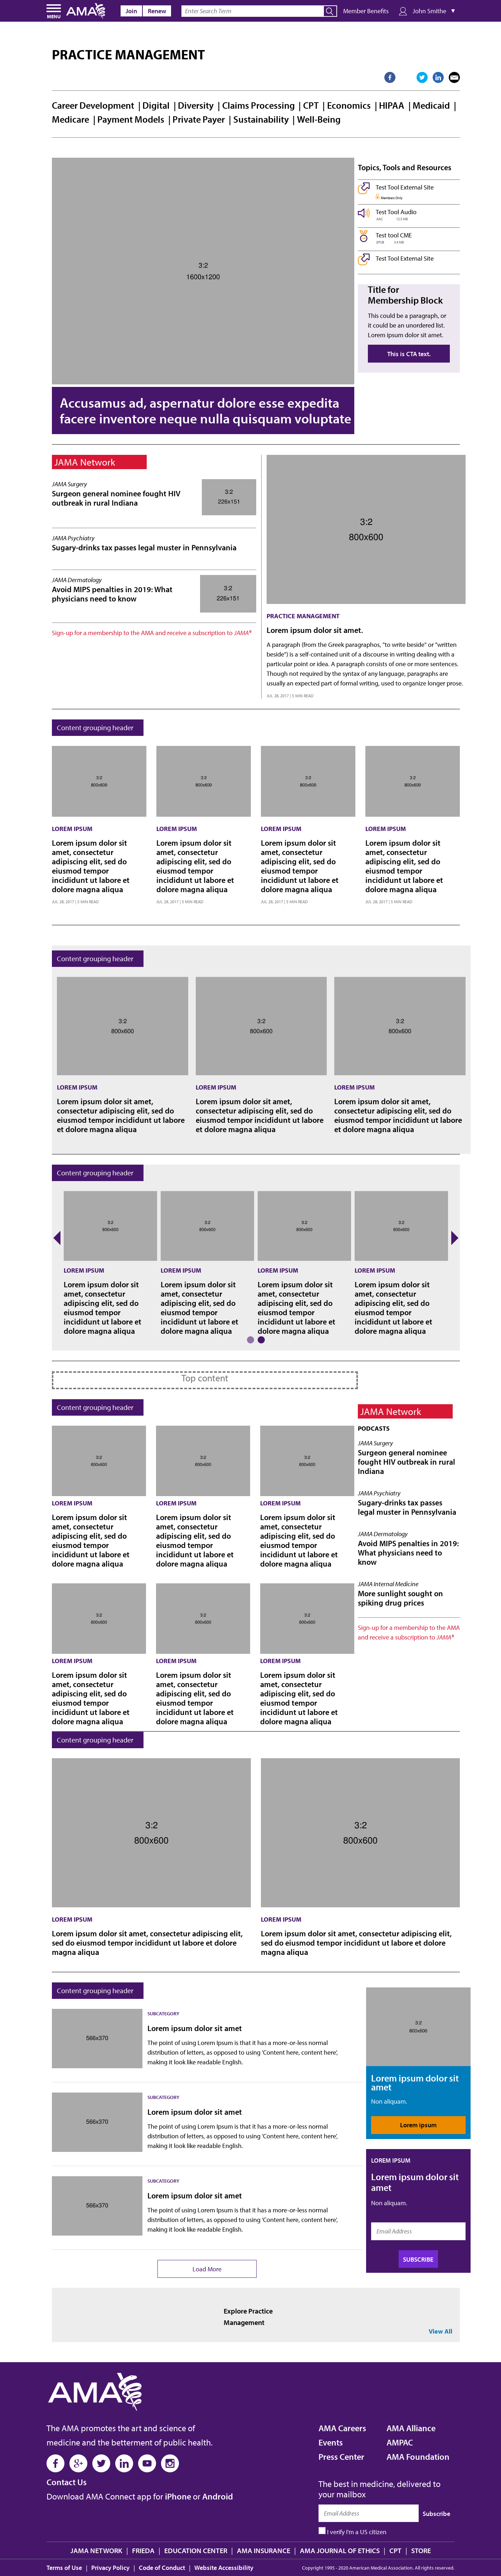 MENU
AMA
Join
Renew
Enter Search Term
Member Benefits
John Smithe
PRACTICE MANAGEMENT
Career Development | Digital | Diversity | Claims Processing | CPT | Economics | HIPAA | Medicaid |
Medicare | Payment Models | Private Payer | Sustainability | Well-Being
3:2
1600x1200
Accusamus ad, aspernatur dolore esse expedita
facere inventore neque nulla quisquam voluptate
Topics, Tools and Resources
Test Tool External Site
Members Only
Test Tool Audio
Test tool CME
Test Tool External Site
Title for
Membership Block
This could be a paragraph, or
it could be an unordered list.
Lorem ipsum dolor sit amet.
This is CTA text.
JAMA Network
JAMA Surgery
Surgeon general nominee fought HIV
outbreak in rural Indiana
3:2
226x151
JAMA Psychiatry
Sugary-drinks tax passes legal muster in Pennsylvania
JAMA Dermatology
Avoid MIPS penalties in 2019: What
physicians need to know
3:2
226x151
Sign-up for a membership to the AMA and receive a subscription to JAMA®
3:2
800x600
PRACTICE MANAGEMENT
Lorem ipsum dolor sit amet.
A paragraph (from the Greek paragraphos, "to write beside" or "written
beside") is a self-contained unit of a discourse in writing dealing with a
particular point or idea. A paragraph consists of one or more sentences.
Though not required by the syntax of any language, paragraphs are
usually an expected part of formal writing, used to organize longer prose.
JUL 28, 2017 | 5 MIN READ
Content grouping header
3:2
800x600
3:2
800x600
3:2
800x600
3:2
800x600
LOREM IPSUM
LOREM IPSUM
LOREM IPSUM
LOREM IPSUM
Lorem ipsum dolor sit
amet, consectetur
adipiscing elit, sed do
eiusmod tempor
incididunt ut labore et
dolore magna aliqua
Lorem ipsum dolor sit
amet, consectetur
adipiscing elit, sed do
eiusmod tempor
incididunt ut labore et
dolore magna aliqua
Lorem ipsum dolor sit
amet, consectetur
adipiscing elit, sed do
eiusmod tempor
incididunt ut labore et
dolore magna aliqua
Lorem ipsum dolor sit
amet, consectetur
adipiscing elit, sed do
eiusmod tempor
incididunt ut labore et
dolore magna aliqua
JUL 28, 2017 | 5 MIN READ
JUL 28, 2017 | 5 MIN READ
JUL 28, 2017 | 5 MIN READ
JUL 28, 2017 | 5 MIN READ
Content grouping header
3:2
800x600
3:2
800x600
3:2
800x600
LOREM IPSUM
LOREM IPSUM
LOREM IPSUM
Lorem ipsum dolor sit amet,
consectetur adipiscing elit, sed do
eiusmod tempor incididunt ut labore
et dolore magna aliqua
Lorem ipsum dolor sit amet,
consectetur adipiscing elit, sed do
eiusmod tempor incididunt ut labore
et dolore magna aliqua
Lorem ipsum dolor sit amet,
consectetur adipiscing elit, sed do
eiusmod tempor incididunt ut labore
et dolore magna aliqua
Content grouping header
3:2
800x600
3:2
800x600
3:2
800x600
3:2
800x600
LOREM IPSUM
LOREM IPSUM
LOREM IPSUM
LOREM IPSUM
Lorem ipsum dolor sit
amet, consectetur
adipiscing elit, sed do
eiusmod tempor
incididunt ut labore et
dolore magna aliqua
Lorem ipsum dolor sit
amet, consectetur
adipiscing elit, sed do
eiusmod tempor
incididunt ut labore et
dolore magna aliqua
Lorem ipsum dolor sit
amet, consectetur
adipiscing elit, sed do
eiusmod tempor
incididunt ut labore et
dolore magna aliqua
Lorem ipsum dolor sit
amet, consectetur
adipiscing elit, sed do
eiusmod tempor
incididunt ut labore et
dolore magna aliqua
Top content
Content grouping header
3:2
800x600
3:2
800x600
3:2
800x600
LOREM IPSUM
LOREM IPSUM
LOREM IPSUM
Lorem ipsum dolor sit
amet, consectetur
adipiscing elit, sed do
eiusmod tempor
incididunt ut labore et
dolore magna aliqua
Lorem ipsum dolor sit
amet, consectetur
adipiscing elit, sed do
eiusmod tempor
incididunt ut labore et
dolore magna aliqua
Lorem ipsum dolor sit
amet, consectetur
adipiscing elit, sed do
eiusmod tempor
incididunt ut labore et
dolore magna aliqua
3:2
800x600
3:2
800x600
3:2
800x600
LOREM IPSUM
LOREM IPSUM
LOREM IPSUM
Lorem ipsum dolor sit
amet, consectetur
adipiscing elit, sed do
eiusmod tempor
incididunt ut labore et
dolore magna aliqua
Lorem ipsum dolor sit
amet, consectetur
adipiscing elit, sed do
eiusmod tempor
incididunt ut labore et
dolore magna aliqua
Lorem ipsum dolor sit
amet, consectetur
adipiscing elit, sed do
eiusmod tempor
incididunt ut labore et
dolore magna aliqua
JAMA Network
PODCASTS
JAMA Surgery
Surgeon general nominee
fought HIV outbreak in rural
Indiana
JAMA Psychiatry
Sugary-drinks tax passes
legal muster in Pennsylvania
JAMA Dermatology
Avoid MIPS penalties in 2019:
What physicians need to
know
JAMA Internal Medicine
More sunlight sought on
spiking drug prices
Sign-up for a membership to the AMA
and receive a subscription to JAMA®
Content grouping header
3:2
800x600
3:2
800x600
LOREM IPSUM
LOREM IPSUM
Lorem ipsum dolor sit amet, consectetur adipiscing elit,
sed do eiusmod tempor incididunt ut labore et dolore
magna aliqua
Lorem ipsum dolor sit amet, consectetur adipiscing elit,
sed do eiusmod tempor incididunt ut labore et dolore
magna aliqua
Content grouping header
566x370
SUBCATEGORY
Lorem ipsum dolor sit amet
The point of using Lorem Ipsum is that it has a more-or-less normal
distribution of letters, as opposed to using 'Content here, content here',
making it look like readable English.
566x370
SUBCATEGORY
Lorem ipsum dolor sit amet
The point of using Lorem Ipsum is that it has a more-or-less normal
distribution of letters, as opposed to using 'Content here, content here',
making it look like readable English.
566x370
SUBCATEGORY
Lorem ipsum dolor sit amet
The point of using Lorem Ipsum is that it has a more-or-less normal
distribution of letters, as opposed to using 'Content here, content here',
making it look like readable English.
Load More
3:2
800x600
Lorem ipsum dolor sit
amet
Non aliquam.
Lorem ipsum
LOREM IPSUM
Lorem ipsum dolor sit
amet
Non aliquam.
Email Address
SUBSCRIBE
Explore Practice
Management
View All
AMA
The AMA promotes the art and science of
medicine and the betterment of public health.
Contact Us
Download AMA Connect app for iPhone or Android
AMA Careers
AMA Alliance
Events
AMPAC
Press Center
AMA Foundation
The best in medicine, delivered to
your mailbox
Email Address
Subscribe
I verify I'm a US citizen
JAMA NETWORK | FRIEDA | EDUCATION CENTER | AMA INSURANCE | AMA JOURNAL OF ETHICS | CPT | STORE
Terms of Use | Privacy Policy | Code of Conduct | Website Accessibility
Copyright 1995 - 2020 American Medical Association. All rights reserved.